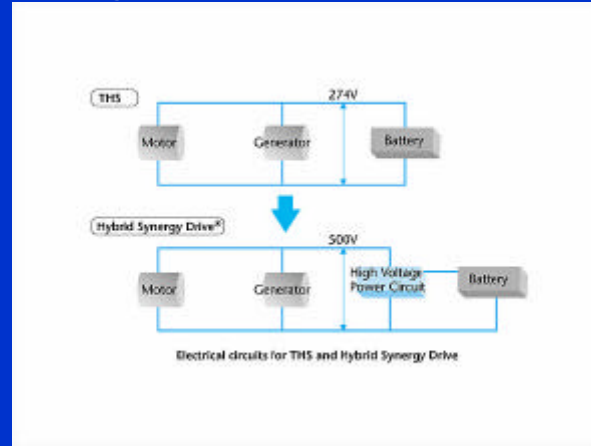 THS
274V
Motor
Generator
Battery
Hybrid Synergy Drive®
500V
Motor
Generator
High Voltage
Power Circuit
Battery
Electrical circuits for THS and Hybrid Synergy Drive